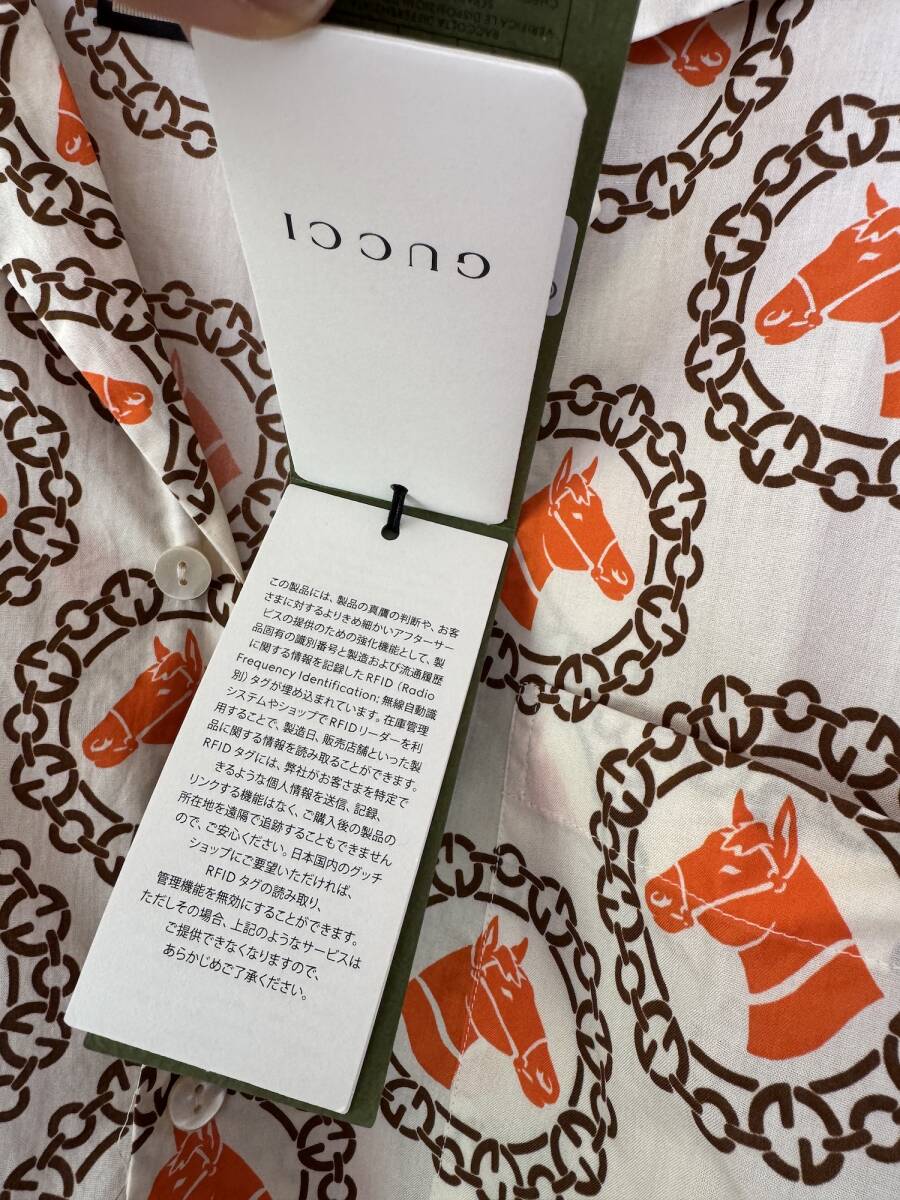 RACCOLTA DIFFERENZIATA
VERIFICA LE DISPOSIZIONI
GUCCI
この製品には、製品の真贋の判断や、お客
さまに対するよりきめ細かいアフターサー
ビスの提供のための強化機能として、製
品固有の識別番号と製造および流通履歴
に関する情報を記録したRFID（Radio
Frequency Identification: 無線自動識
別）タグが埋め込まれています。在庫管理
システムやショップでRFIDリーダーを利
用することで、製造日、販売店舗といった製
品に関する情報を読み取ることができます。
RFIDタグには、弊社がお客さまを特定で
きるような個人情報を送信、記録、
リンクする機能はなく、ご購入後の製品の
所在地を遠隔で追跡することもできません
ので、ご安心ください。日本国内のグッチ
ショップにご要望いただければ、
RFID タグの読み取り、
管理機能を無効にすることができます。
ただしその場合、上記のようなサービスは
ご提供できなくなりますので、
あらかじめご了承ください。